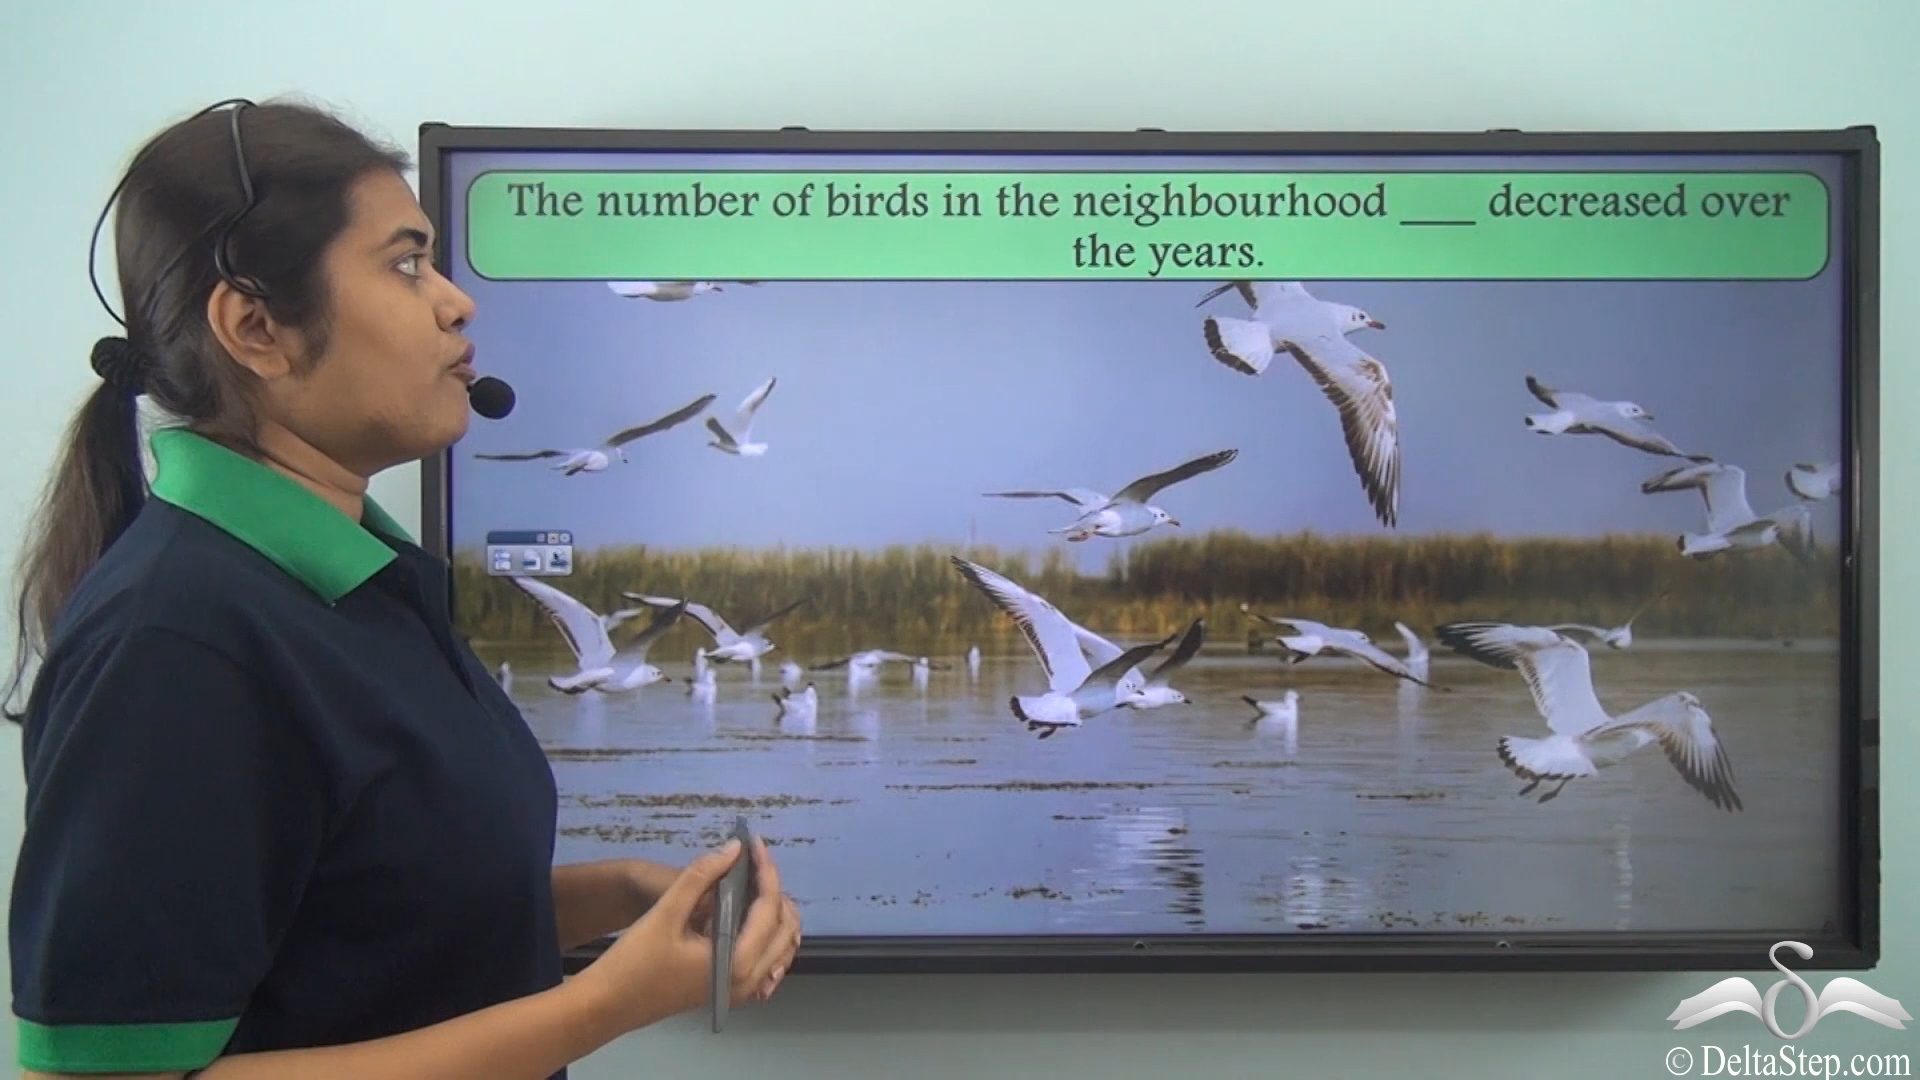 The number of birds in the neighbourhood ___ decreased over
the years.
© DeltaStep.com